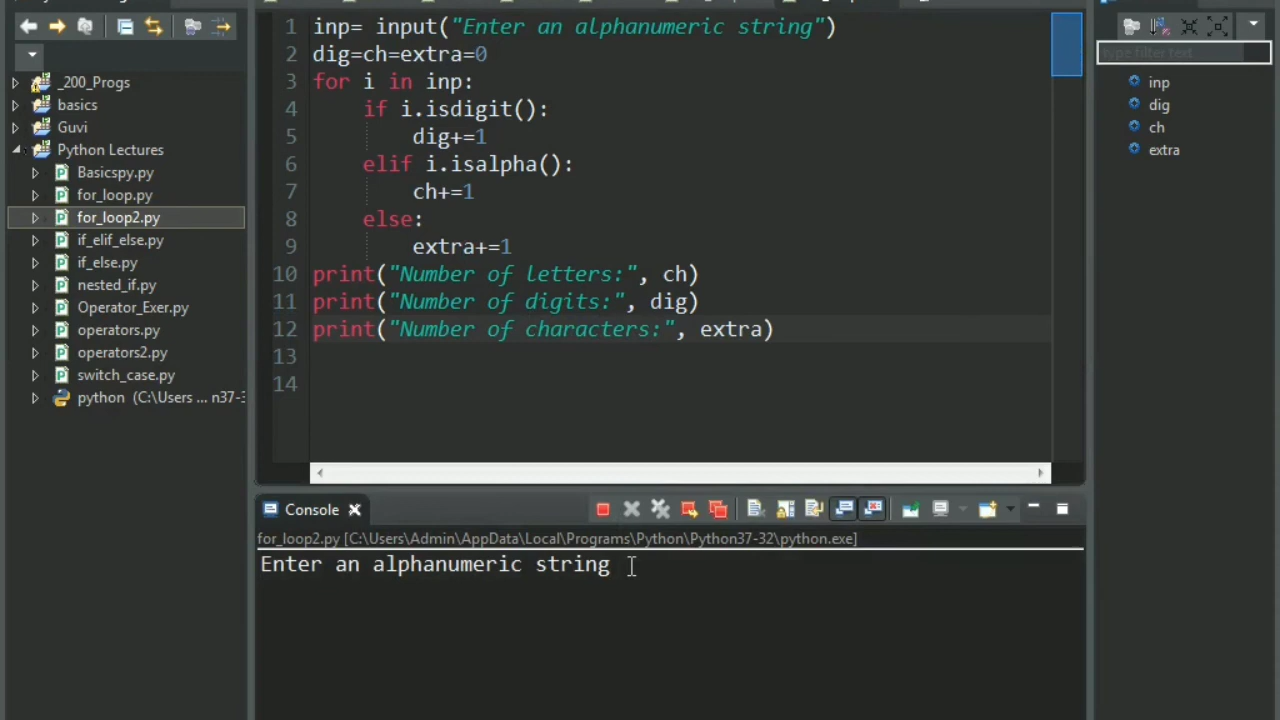 _200_Progs
basics
Guvi
Python Lectures
Basicspy.py
for_loop.py
for_loop2.py
if_elif_else.py
if_else.py
nested_if.py
Operator_Exer.py
operators.py
operators2.py
switch_case.py
python (C:\Users ... n37-3
1 inp= input("Enter an alphanumeric string")
2 dig=ch=extra=0
3 for i in inp:
4 if i.isdigit():
5 dig+=1
6 elif i.isalpha():
7 ch+=1
8 else:
9 extra+=1
10 print("Number of letters:", ch)
11 print("Number of digits:", dig)
12 print("Number of characters:", extra)
13
14
type filter text
inp
dig
ch
extra
Console
for_loop2.py [C:\Users\Admin\AppData\Local\Programs\Python\Python37-32\python.exe]
Enter an alphanumeric string